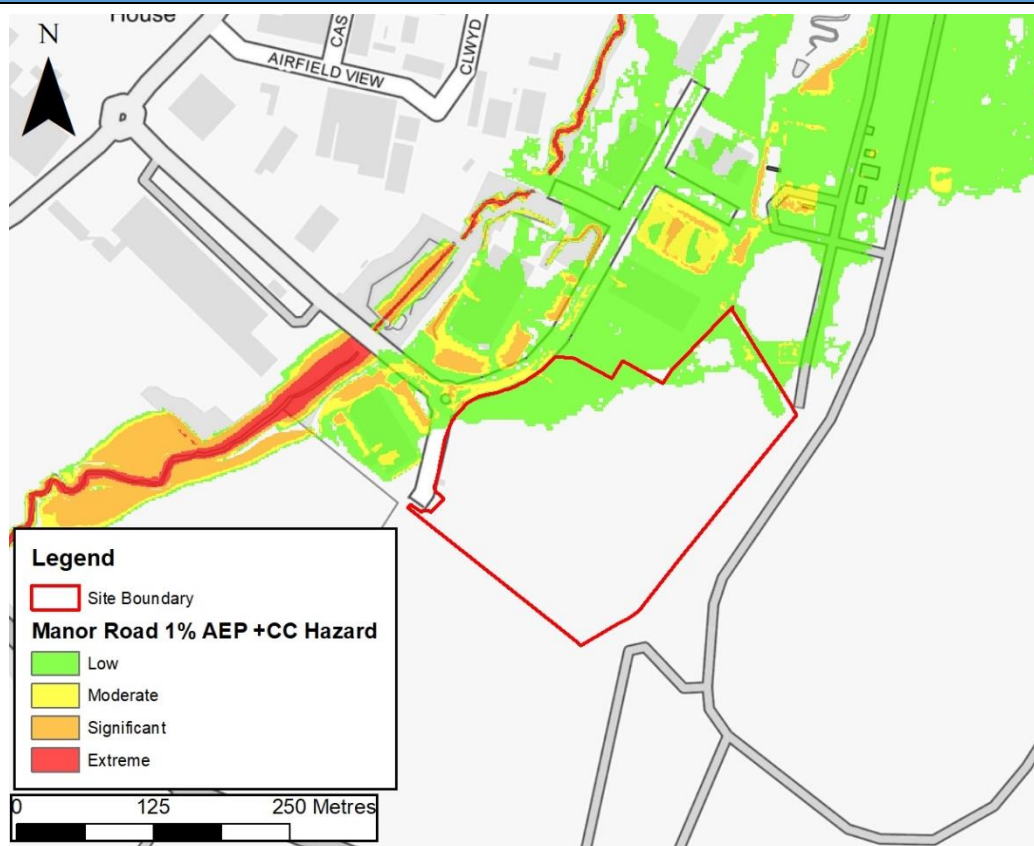 House
N
CAS
CLWYD
AIRFIELD VIEW
Legend
Site Boundary
Manor Road 1% AEP +CC Hazard
Low
Moderate
Significant
Extreme
0 125 250 Metres